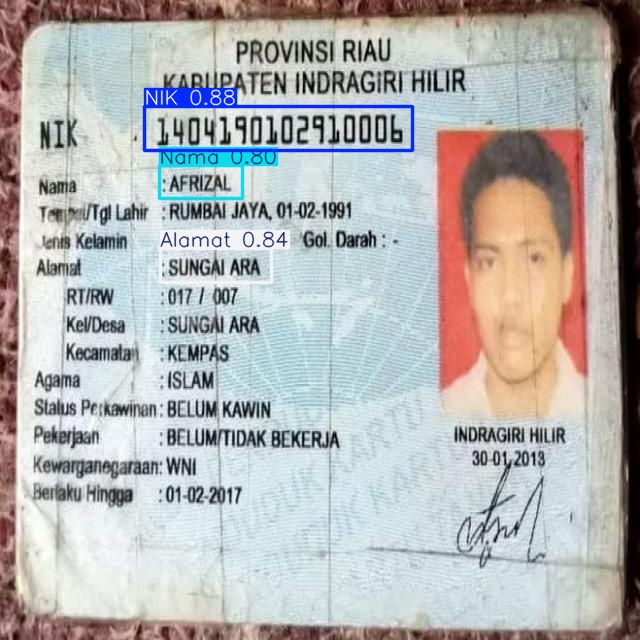 PROVINSI RIAU
KABUPATEN INDRAGIRI HILIR
NIK 0.88
NIK 1404190102910006
Nama 0.80
Nama : AFRIZAL
Tempat/Tgl Lahir : RUMBAI JAYA, 01-02-1991
Jenis Kelamin Alamat 0.84 Gol. Darah : -
Alamat : SUNGAI ARA
RT/RW : 017 / 007
Kel/Desa : SUNGAI ARA
Kecamatan : KEMPAS
Agama : ISLAM
Status Perkawinan : BELUM KAWIN
Pekerjaan : BELUM/TIDAK BEKERJA
Kewarganegaraan: WNI
Berlaku Hingga : 01-02-2017
INDRAGIRI HILIR
30-01-2013